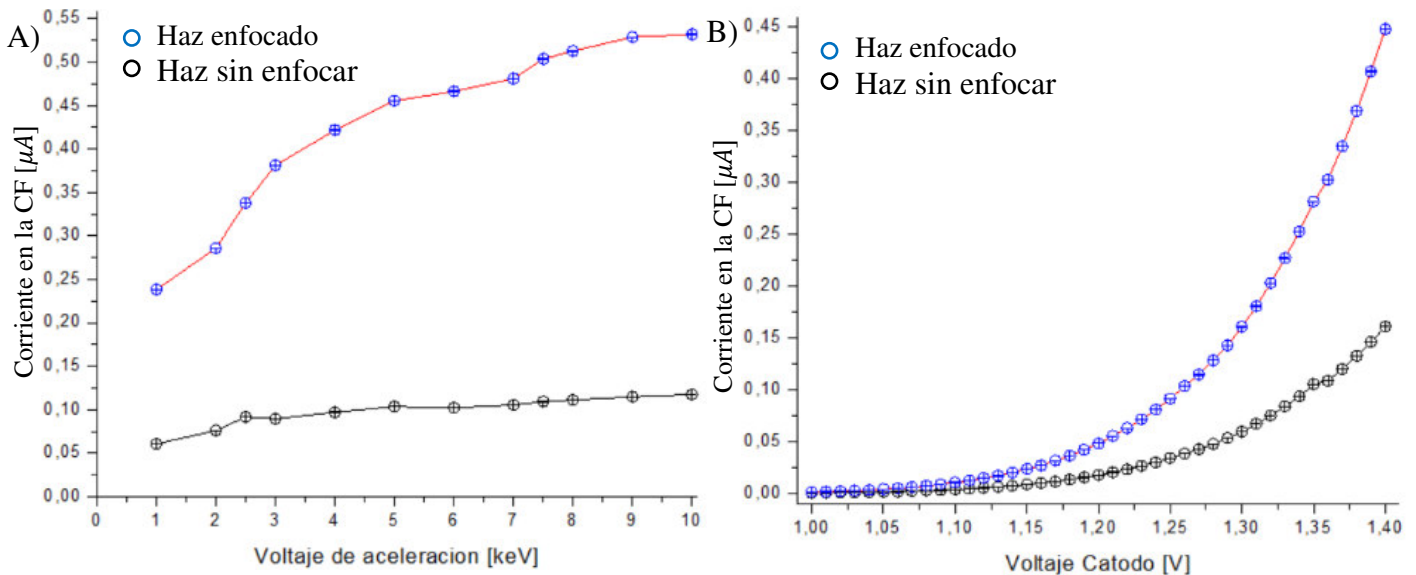 A)
Haz enfocado
Haz sin enfocar
Corriente en la CF [μA]
0,55
0,50
0,45
0,40
0,35
0,30
0,25
0,20
0,15
0,10
0,05
0,00
0 1 2 3 4 5 6 7 8 9 10
Voltaje de aceleracion [keV]
B)
Haz enfocado
Haz sin enfocar
Corriente en la CF [μA]
0,45
0,40
0,35
0,30
0,25
0,20
0,15
0,10
0,05
0,00
1,00 1,05 1,10 1,15 1,20 1,25 1,30 1,35 1,40
Voltaje Catodo [V]